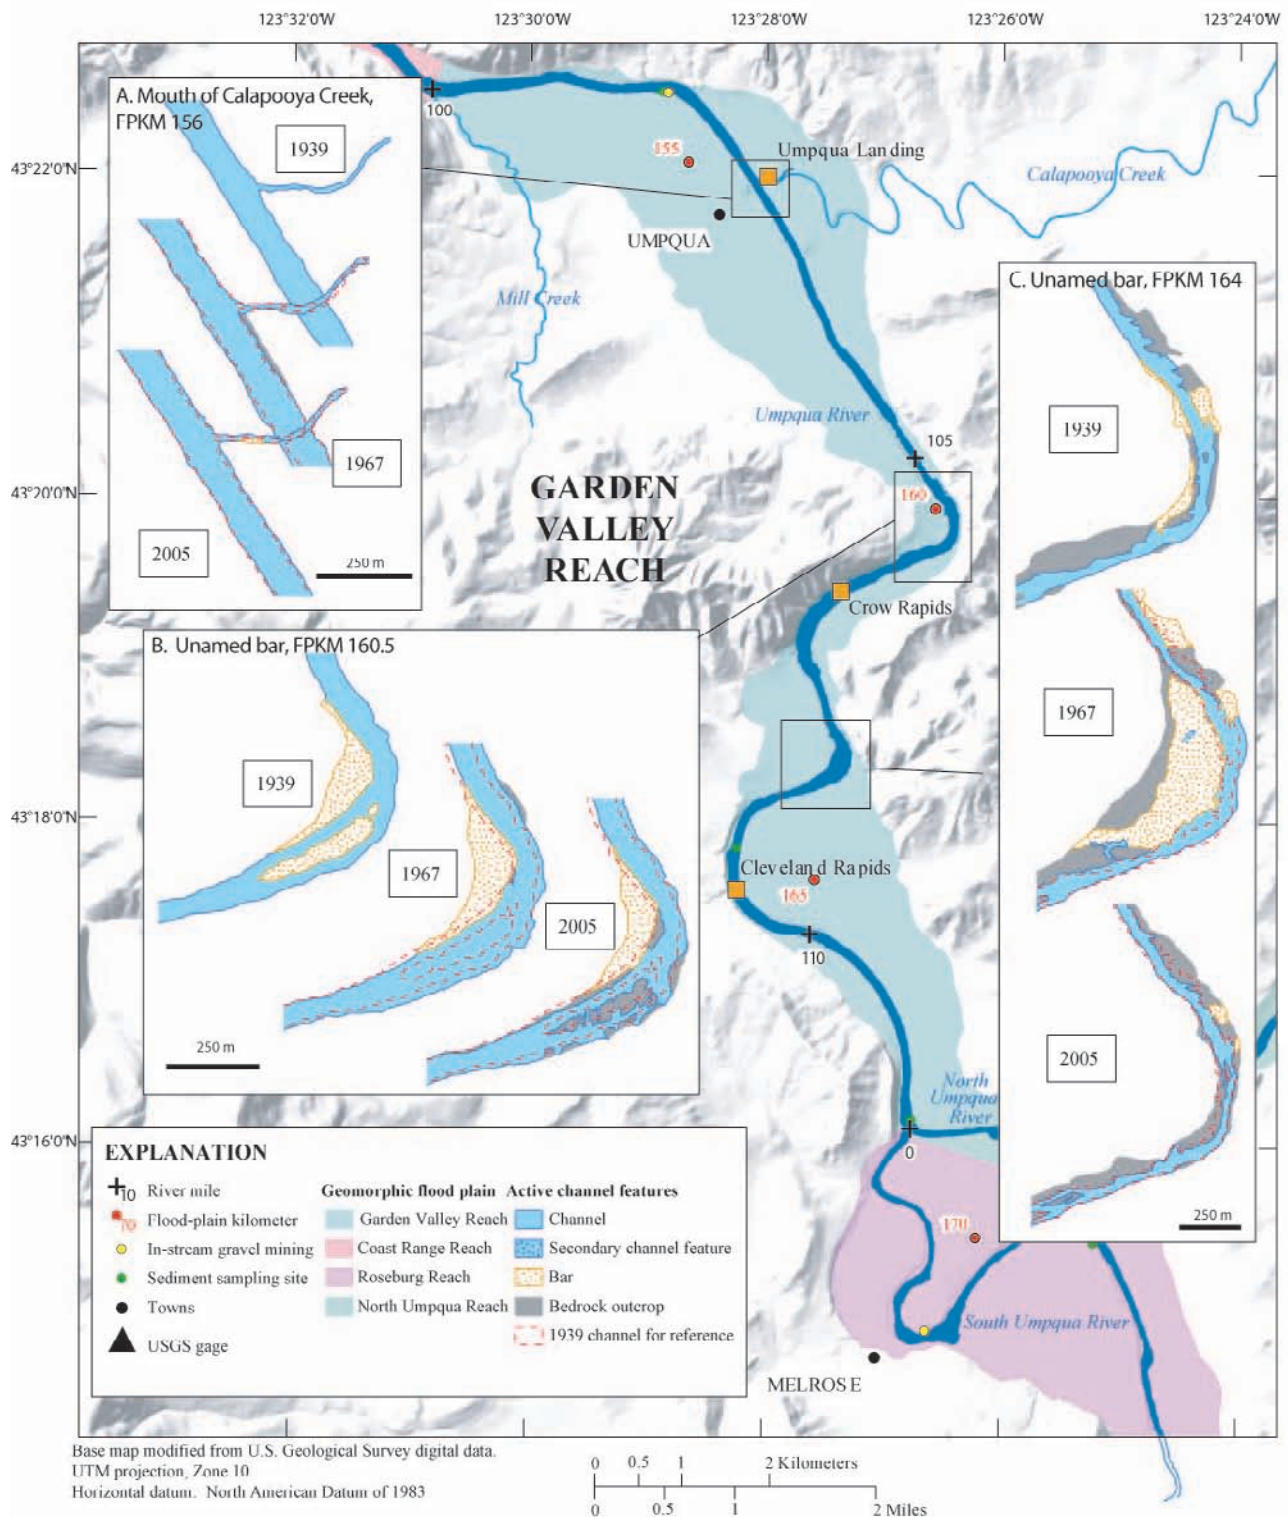 123°32'0"W 123°30'0"W 123°28'0"W 123°26'0"W 123°24'0"W
A. Mouth of Calapooya Creek,
FPKM 156
1939
1967
2005
250 m
100
155
Umpqua Landing
43°22'0"N
Calapooya Creek
UMPQUA
Mill Creek
C. Unamed bar, FPKM 164
1939
1967
2005
250 m
Umpqua River
105
43°20'0"N
160
GARDEN
VALLEY
REACH
Crow Rapids
B. Unamed bar, FPKM 160.5
1939
1967
2005
250 m
43°18'0"N
Cleveland Rapids
165
110
North
Umpqua
River
43°16'0"N
0
170
South Umpqua River
MELROSE
EXPLANATION
10 River mile
70 Flood-plain kilometer
In-stream gravel mining
Sediment sampling site
Towns
USGS gage
Geomorphic flood plain
Garden Valley Reach
Coast Range Reach
Roseburg Reach
North Umpqua Reach
Active channel features
Channel
Secondary channel feature
Bar
Bedrock outcrop
1939 channel for reference
Base map modified from U.S. Geological Survey digital data.
UTM projection, Zone 10
Horizontal datum. North American Datum of 1983
0 0.5 1 2 Kilometers
0 0.5 1 2 Miles